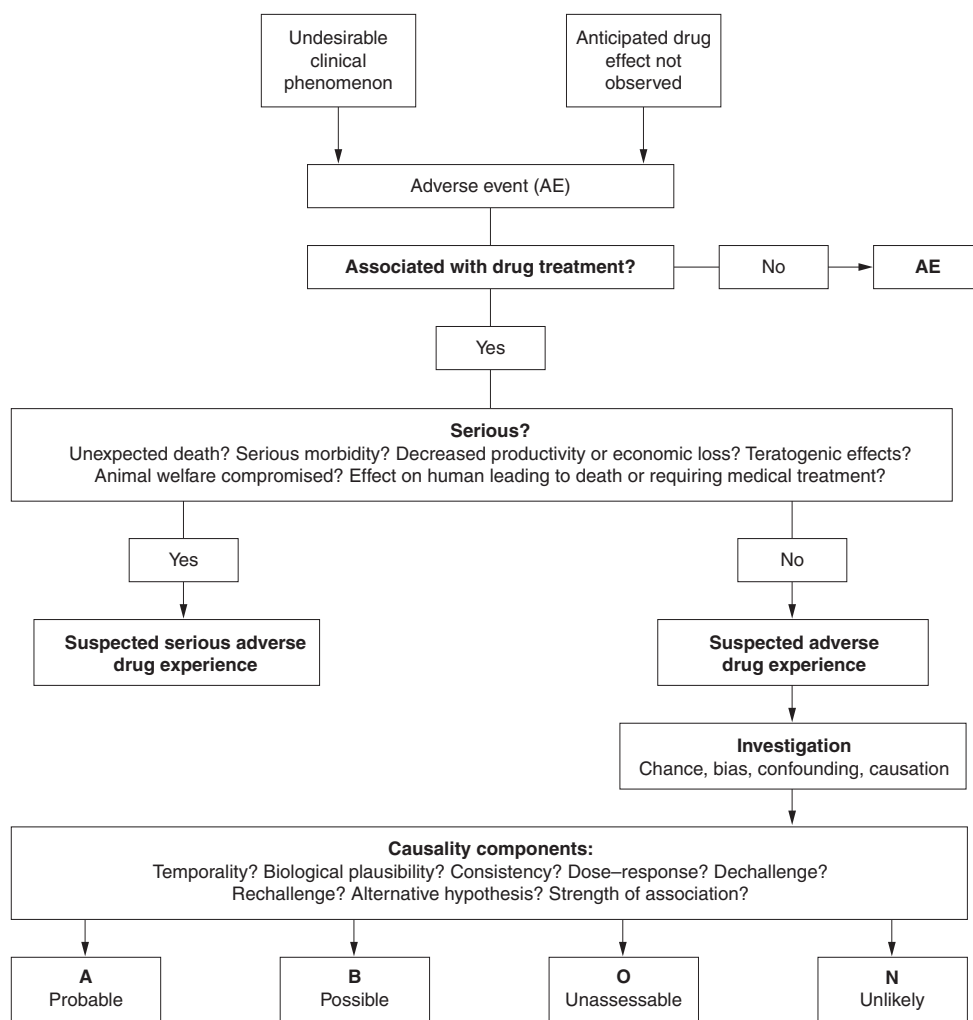 Undesirable
clinical
phenomenon
Anticipated drug
effect not
observed
Adverse event (AE)
Associated with drug treatment?
No
AE
Yes
Serious?
Unexpected death? Serious morbidity? Decreased productivity or economic loss? Teratogenic effects?
Animal welfare compromised? Effect on human leading to death or requiring medical treatment?
Yes
No
Suspected serious adverse
drug experience
Suspected adverse
drug experience
Investigation
Chance, bias, confounding, causation
Causality components:
Temporality? Biological plausibility? Consistency? Dose–response? Dechallenge?
Rechallenge? Alternative hypothesis? Strength of association?
A
Probable
B
Possible
O
Unassessable
N
Unlikely